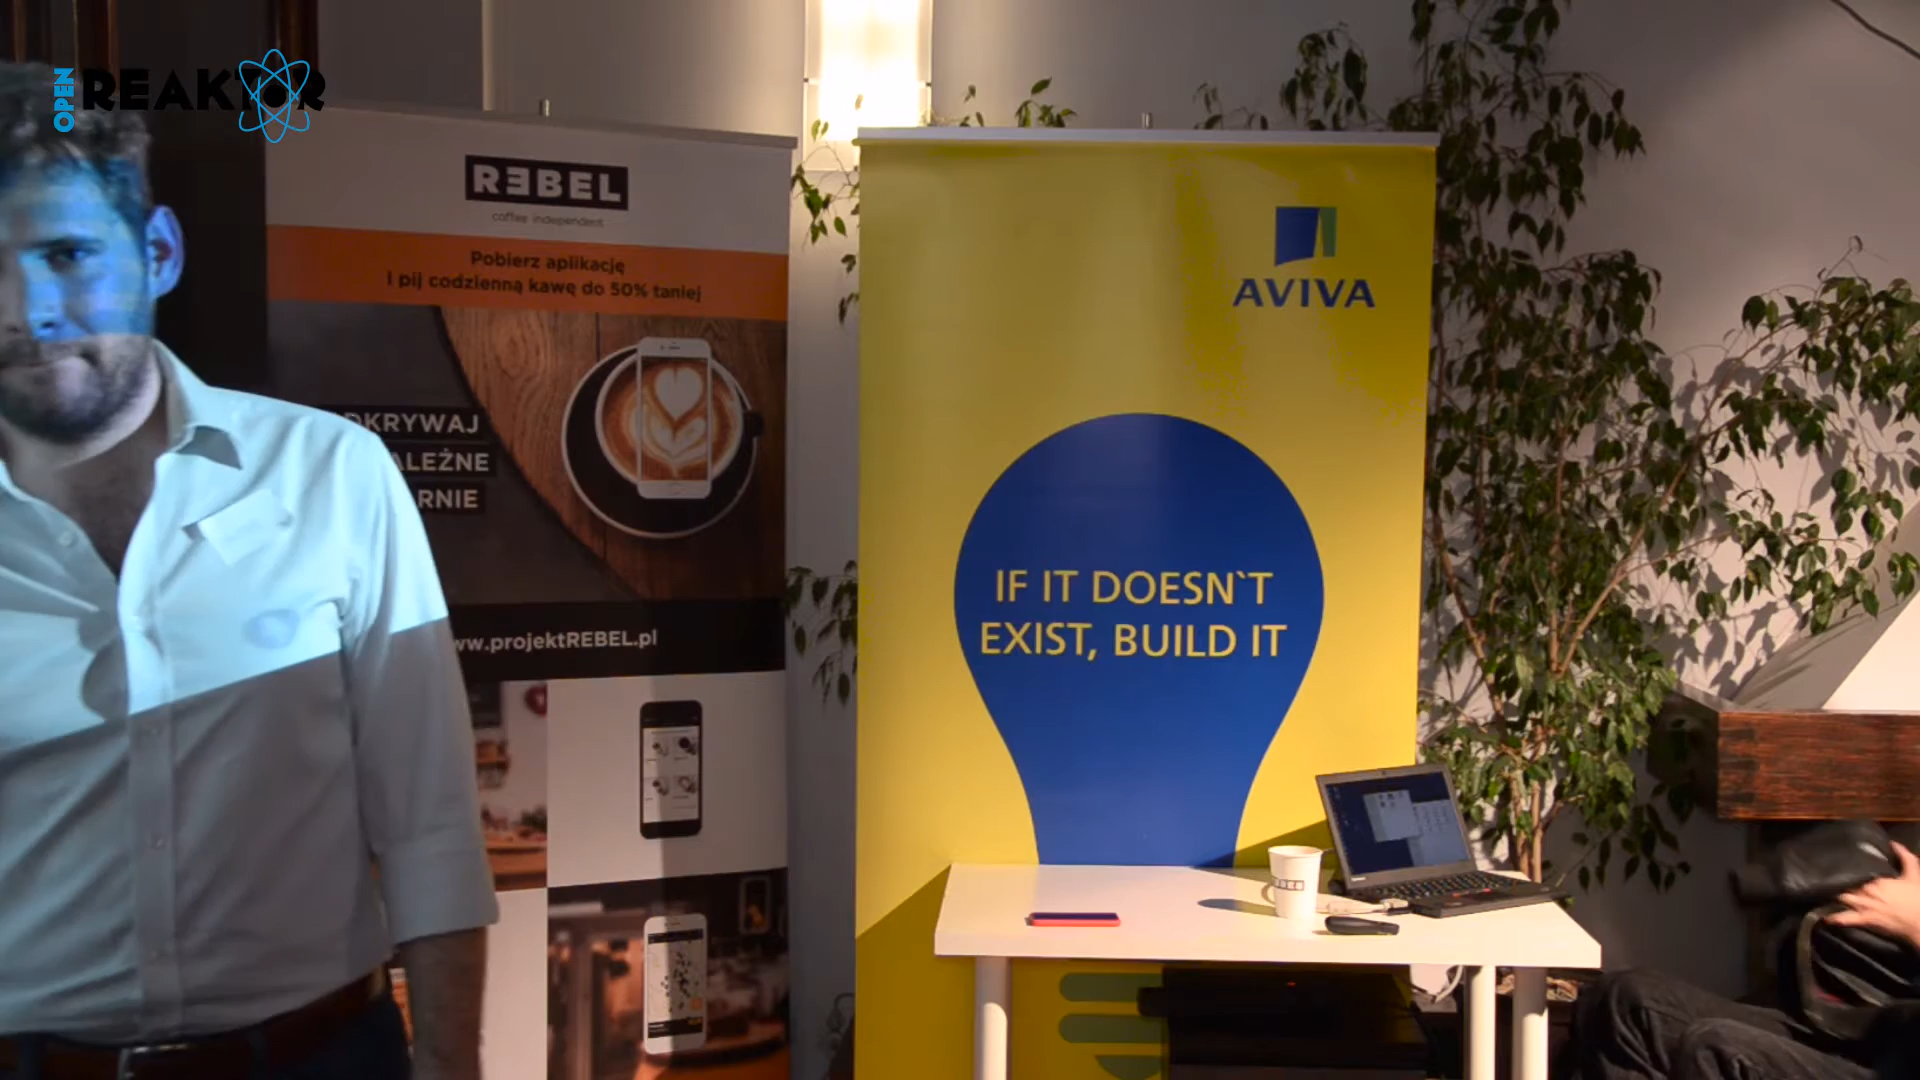 OPEN REAKTOR
REBEL
coffee independent
Pobierz aplikację
i pij codzienną kawę do 50% taniej
DKRYWAJ
ALEŻNE
RNIE
www.projektREBEL.pl
AVIVA
IF IT DOESN`T
EXIST, BUILD IT